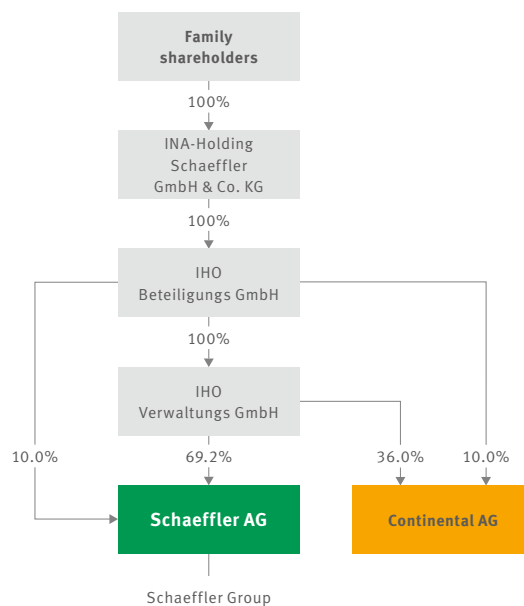 Family
shareholders
100%
INA-Holding
Schaeffler
GmbH & Co. KG
100%
IHO
Beteiligungs GmbH
100%
IHO
Verwaltungs GmbH
10.0%
69.2%
36.0%
10.0%
Schaeffler AG
Continental AG
Schaeffler Group